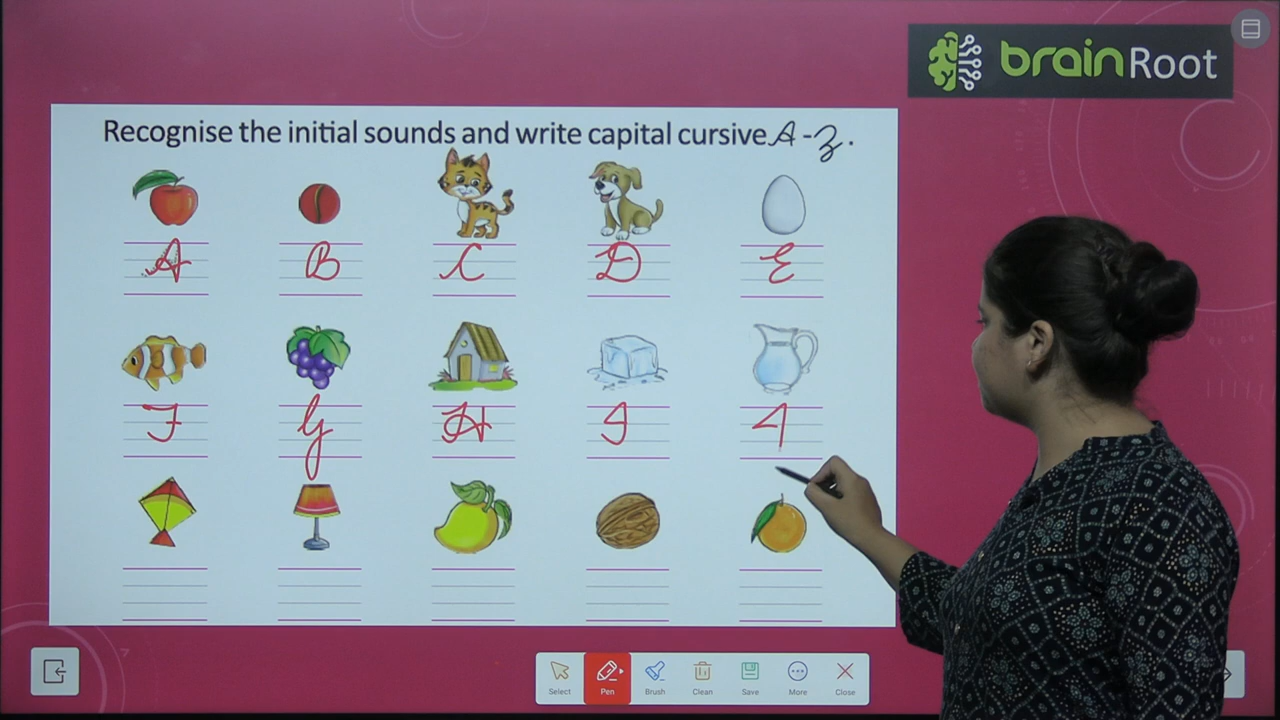 brainRoot
Recognise the initial sounds and write capital cursive A-Z.
A B C D E
F G H I
Select Pen Brush Clean Save More Close